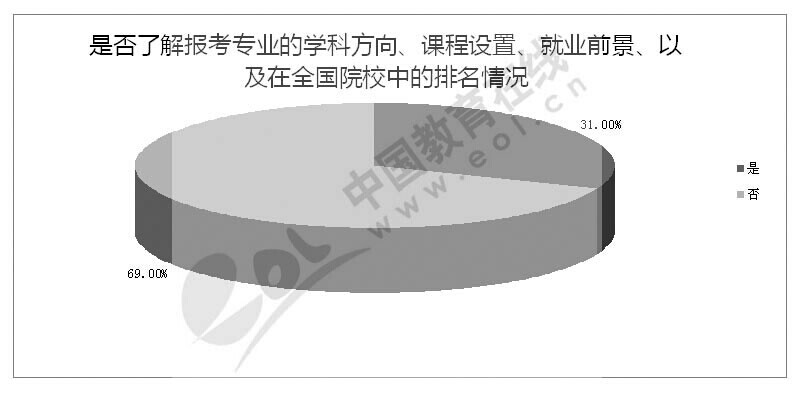 是否了解报考专业的学科方向、课程设置、就业前景、以
及在全国院校中的排名情况
31.00%
是
否
69.00%
中国教育在线
www.eol.cn
eol